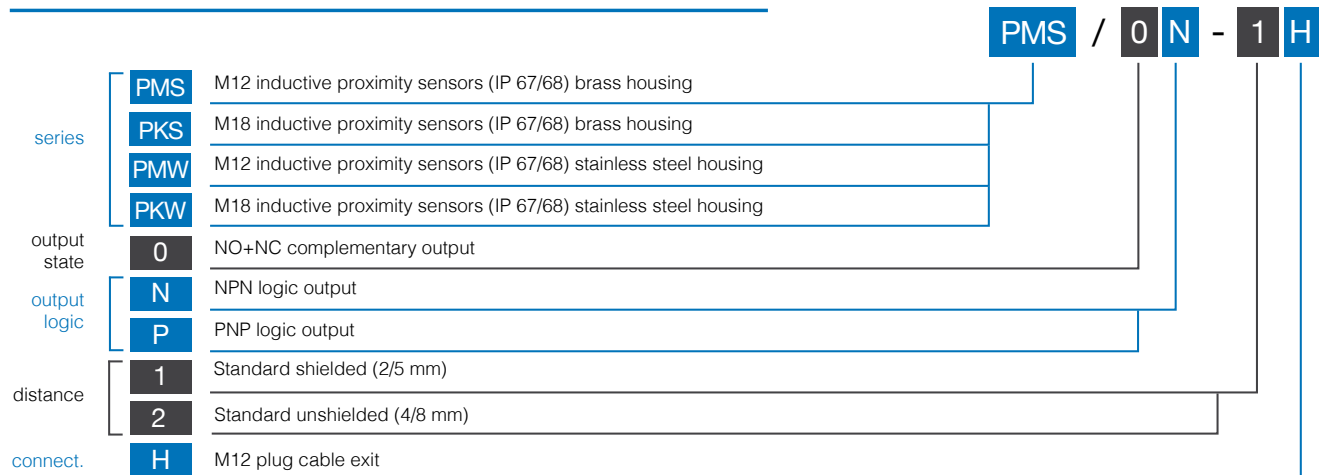 PMS / 0 N - 1 H
series
PMS M12 inductive proximity sensors (IP 67/68) brass housing
PKS M18 inductive proximity sensors (IP 67/68) brass housing
PMW M12 inductive proximity sensors (IP 67/68) stainless steel housing
PKW M18 inductive proximity sensors (IP 67/68) stainless steel housing
output
state
0 NO+NC complementary output
output
logic
N NPN logic output
P PNP logic output
distance
1 Standard shielded (2/5 mm)
2 Standard unshielded (4/8 mm)
connect. H M12 plug cable exit